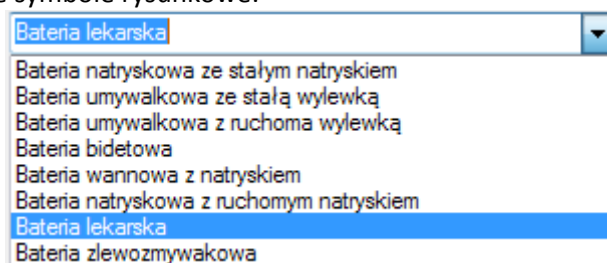 symbole rysunkowe:
Bateria lekarska
Bateria natryskowa ze stałym natryskiem
Bateria umywalkowa ze stałą wylewką
Bateria umywalkowa z ruchoma wylewką
Bateria bidetowa
Bateria wannowa z natryskiem
Bateria natryskowa z ruchomym natryskiem
Bateria lekarska
Bateria zlewozmywakowa